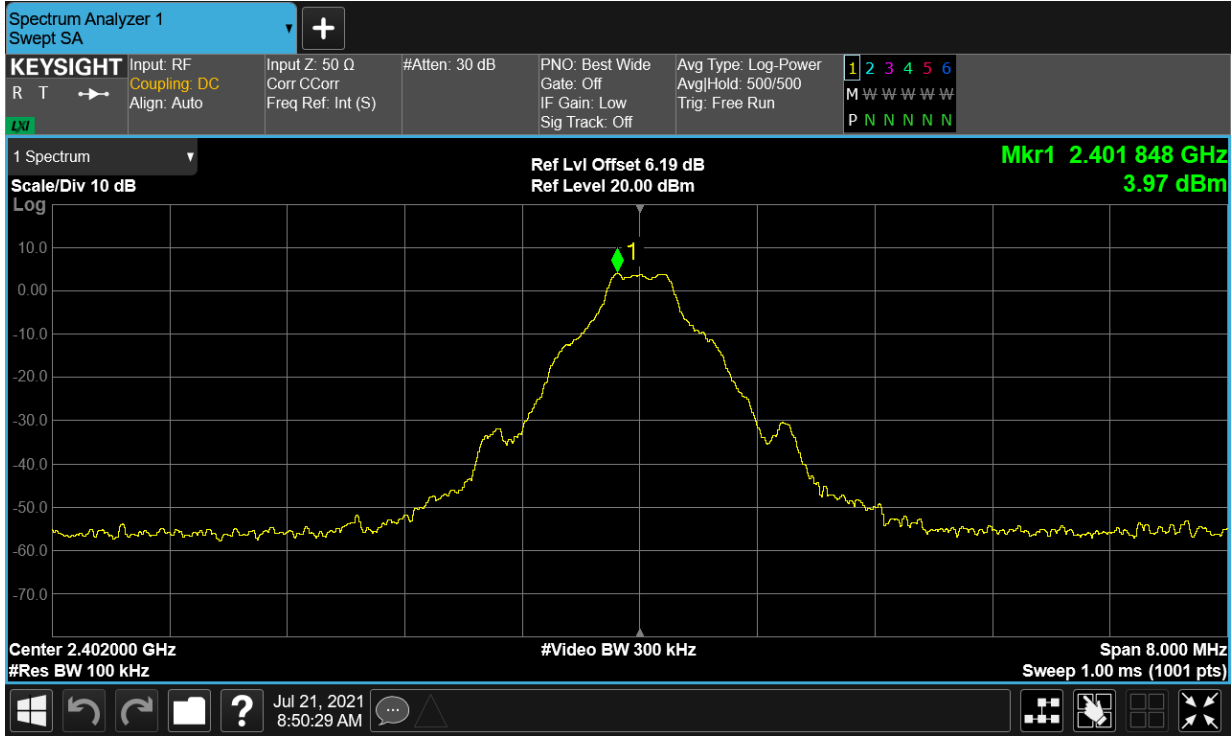 Spectrum Analyzer 1
Swept SA
KEYSIGHT
R T
LXI
Input: RF
Coupling: DC
Align: Auto
Input Z: 50 Ω
Corr CCorr
Freq Ref: Int (S)
#Atten: 30 dB
PNO: Best Wide
Gate: Off
IF Gain: Low
Sig Track: Off
Avg Type: Log-Power
Avg|Hold: 500/500
Trig: Free Run
1 2 3 4 5 6
M W W W W W
P N N N N N
1 Spectrum
Scale/Div 10 dB
Ref Lvl Offset 6.19 dB
Ref Level 20.00 dBm
Mkr1 2.401 848 GHz
3.97 dBm
Log
10.0
0.00
-10.0
-20.0
-30.0
-40.0
-50.0
-60.0
-70.0
1
Center 2.402000 GHz
#Res BW 100 kHz
#Video BW 300 kHz
Span 8.000 MHz
Sweep 1.00 ms (1001 pts)
?
Jul 21, 2021
8:50:29 AM